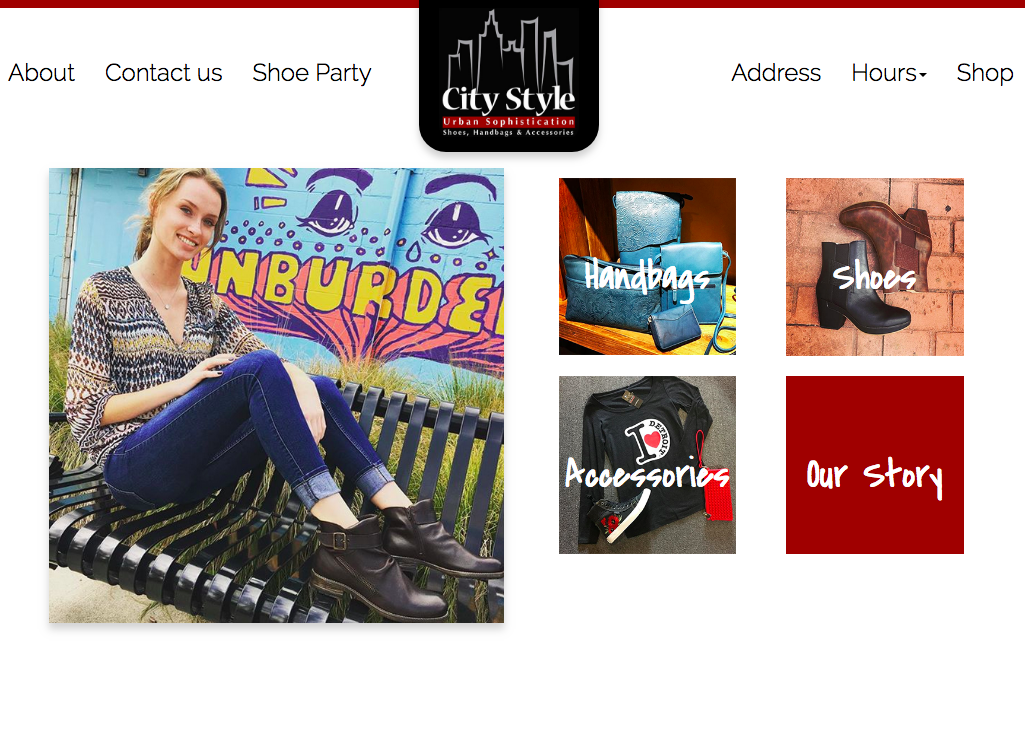 About
Contact us
Shoe Party
City Style
Urban Sophistication
Shoes, Handbags & Accessories
Address
Hours
Shop
UNBURDE
Handbags
Shoes
I DETROIT
Accessories
Our Story